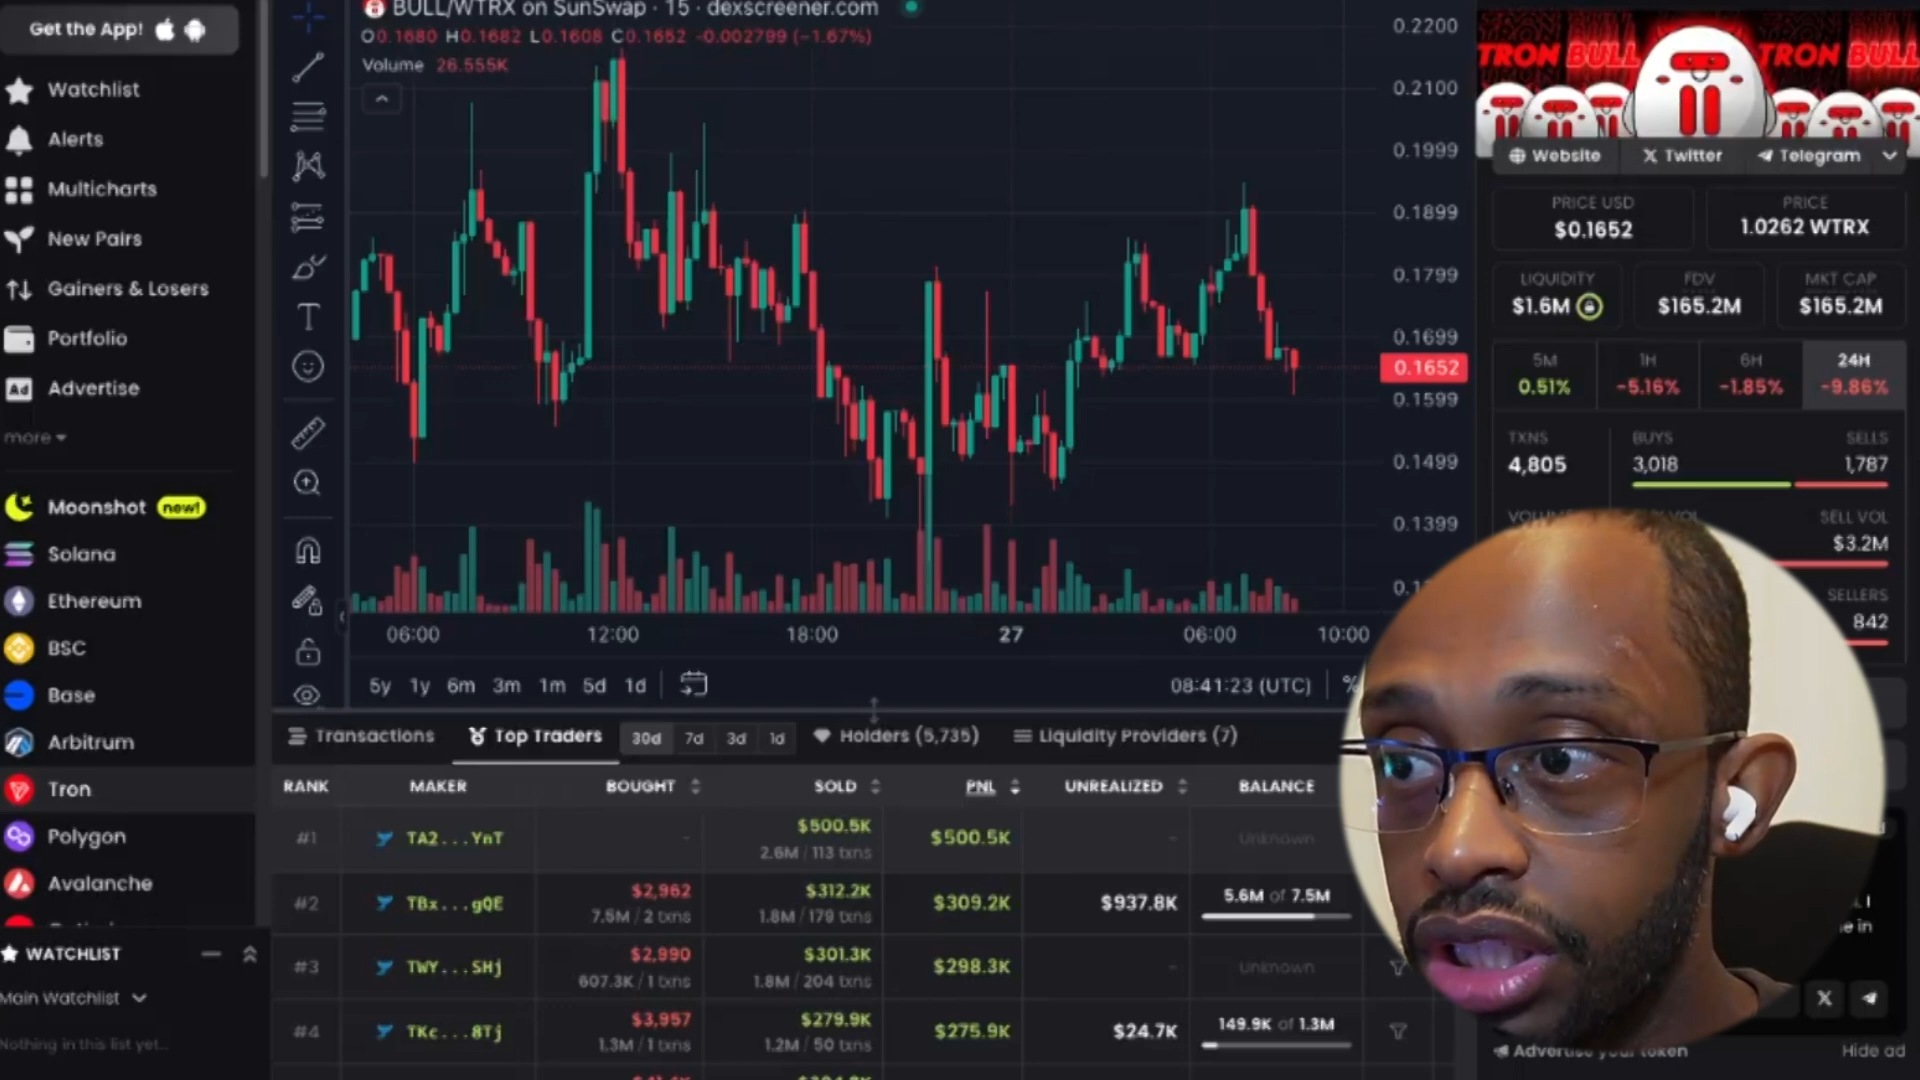 Get the App!
Watchlist
Alerts
Multicharts
New Pairs
Gainers & Losers
Portfolio
Ad Advertise
more
Moonshot new!
Solana
Ethereum
BSC
Base
Arbitrum
Tron
Polygon
Avalanche
WATCHLIST
Main Watchlist
Nothing in this list yet...
BULL/WTRX on SunSwap · 15 · dexscreener.com
O0.1680 H0.1682 L0.1608 C0.1652 -0.002799 (-1.67%)
Volume 26.555K
0.2200
0.2100
0.1999
0.1899
0.1799
0.1699
0.1652
0.1599
0.1499
0.1399
06:00 12:00 18:00 27 06:00 10:00
5y 1y 6m 3m 1m 5d 1d
08:41:23 (UTC) %
Transactions Top Traders 30d 7d 3d 1d Holders (5,735) Liquidity Providers (7)
RANK MAKER BOUGHT SOLD PNL UNREALIZED BALANCE
#1 TA2...YnT - $500.5K $500.5K - Unknown
2.6M / 113 txns
#2 TBx...gQE $2,962 $312.2K $309.2K $937.8K 5.6M of 7.5M
7.5M / 2 txns 1.8M / 179 txns
#3 TWY...SHj $2,990 $301.3K $298.3K - Unknown
607.3K / 1 txns 1.8M / 204 txns
#4 TKc...8Tj $3,957 $279.9K $275.9K $24.7K 149.9K of 1.3M
1.3M / 1 txns 1.2M / 50 txns
TRON BULL TRON BULL
Website Twitter Telegram
PRICE USD PRICE
$0.1652 1.0262 WTRX
LIQUIDITY FDV MKT CAP
$1.6M $165.2M $165.2M
5M 1H 6H 24H
0.51% -5.16% -1.85% -9.86%
TXNS BUYS SELLS
4,805 3,018 1,787
SELL VOL
$3.2M
SELLERS
842
Advertise your token Hide ad